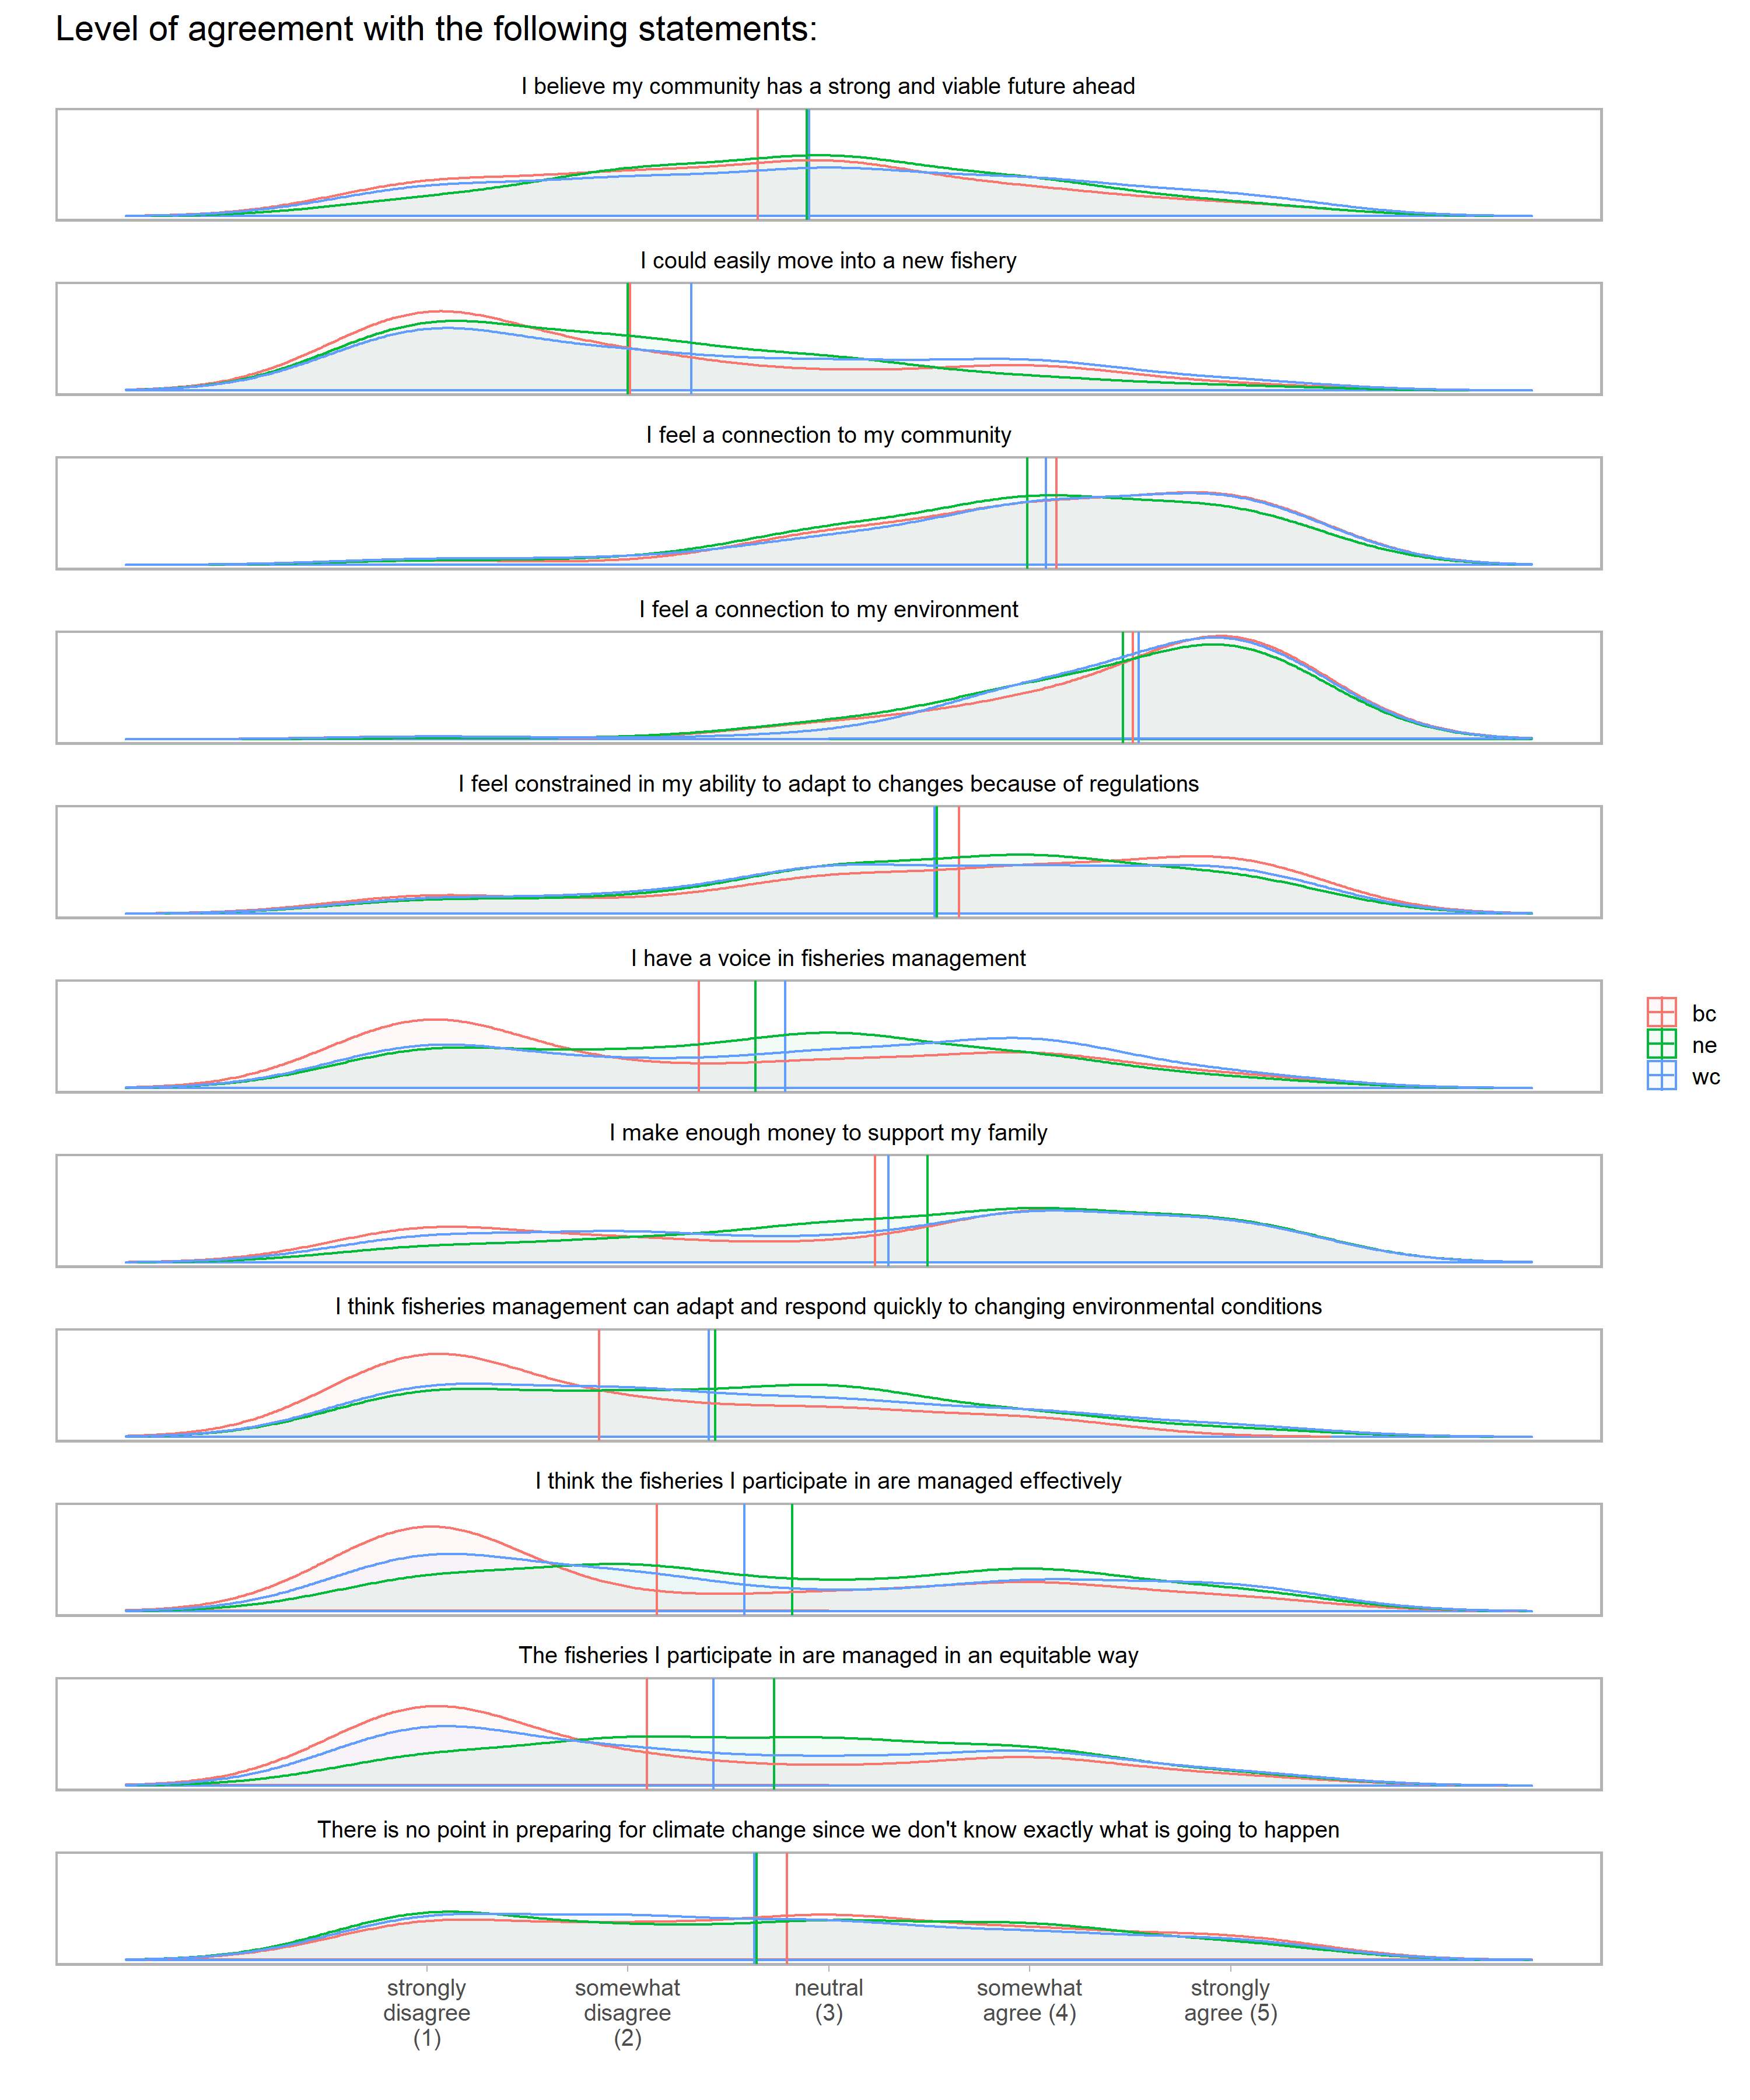 Level of agreement with the following statements:
I believe my community has a strong and viable future ahead
I could easily move into a new fishery
I feel a connection to my community
I feel a connection to my environment
I feel constrained in my ability to adapt to changes because of regulations
I have a voice in fisheries management
bc
ne
wc
I make enough money to support my family
I think fisheries management can adapt and respond quickly to changing environmental conditions
I think the fisheries I participate in are managed effectively
The fisheries I participate in are managed in an equitable way
There is no point in preparing for climate change since we don't know exactly what is going to happen
strongly
disagree
(1)
somewhat
disagree
(2)
neutral
(3)
somewhat
agree (4)
strongly
agree (5)